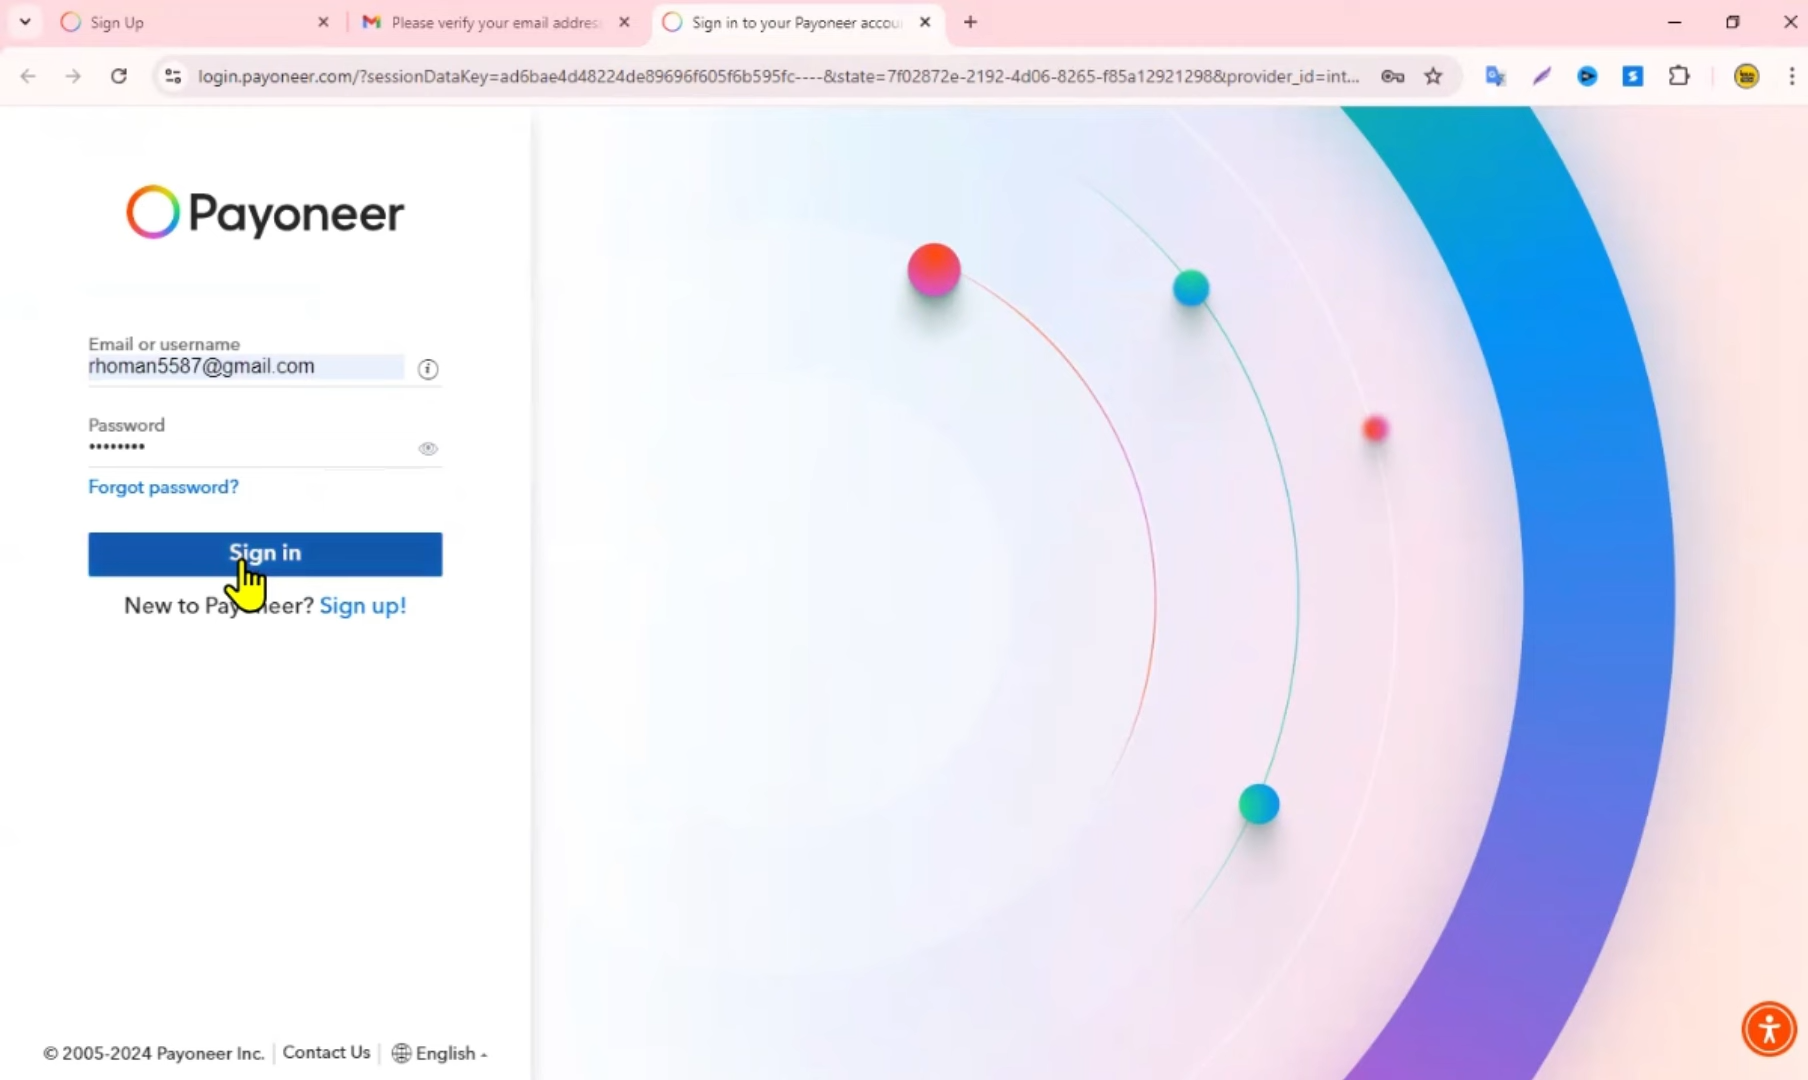 Sign Up
Please verify your email addres
Sign in to your Payoneer accou
login.payoneer.com/?sessionDataKey=ad6bae4d48224de89696f605f6b595fc----&state=7f02872e-2192-4d06-8265-f85a12921298&provider_id=int...
Payoneer
Email or username
rhoman5587@gmail.com
Password
••••••••
Forgot password?
Sign in
New to Payoneer? Sign up!
© 2005-2024 Payoneer Inc. | Contact Us | English